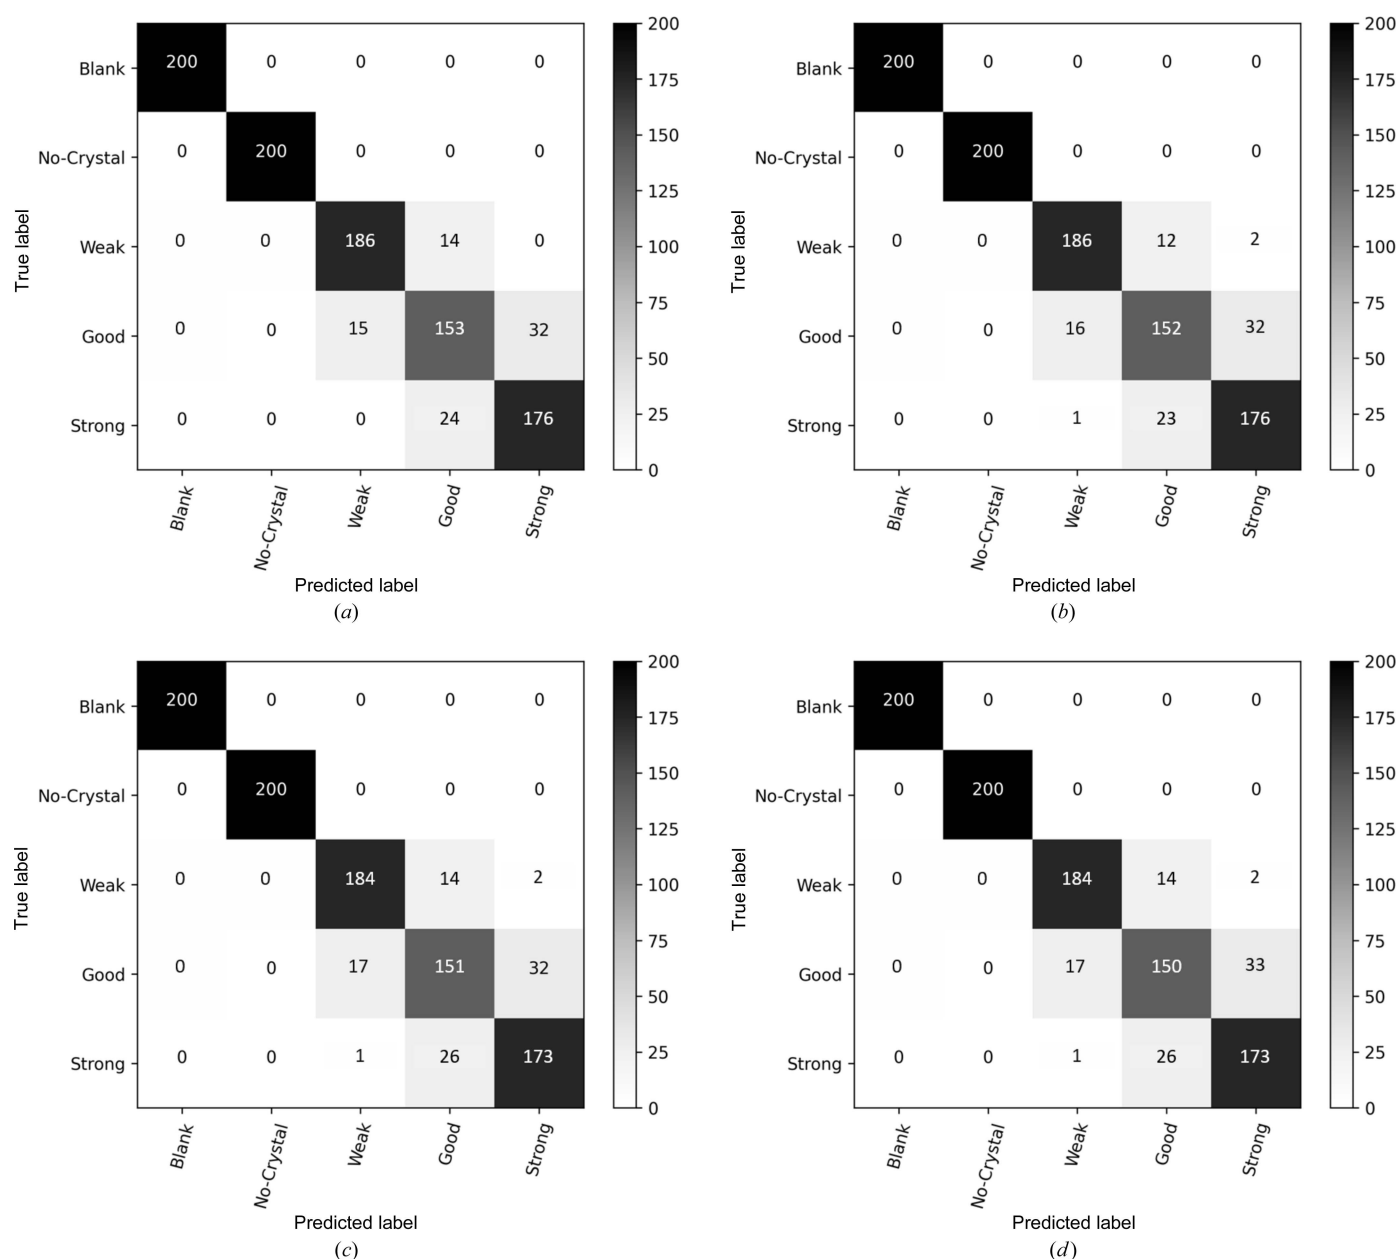 200
Blank 200 0 0 0 0
175
No-Crystal 0 200 0 0 0
150
125
True label
Weak 0 0 186 14 0
100
75
Good 0 0 15 153 32
50
Strong 0 0 0 24 176
25
0
Blank No-Crystal Weak Good Strong
Predicted label
(a)
200
Blank 200 0 0 0 0
175
No-Crystal 0 200 0 0 0
150
125
True label
Weak 0 0 186 12 2
100
75
Good 0 0 16 152 32
50
Strong 0 0 1 23 176
25
0
Blank No-Crystal Weak Good Strong
Predicted label
(b)
200
Blank 200 0 0 0 0
175
No-Crystal 0 200 0 0 0
150
125
True label
Weak 0 0 184 14 2
100
75
Good 0 0 17 151 32
50
Strong 0 0 1 26 173
25
0
Blank No-Crystal Weak Good Strong
Predicted label
(c)
200
Blank 200 0 0 0 0
175
No-Crystal 0 200 0 0 0
150
125
True label
Weak 0 0 184 14 2
100
75
Good 0 0 17 150 33
50
Strong 0 0 1 26 173
25
0
Blank No-Crystal Weak Good Strong
Predicted label
(d)